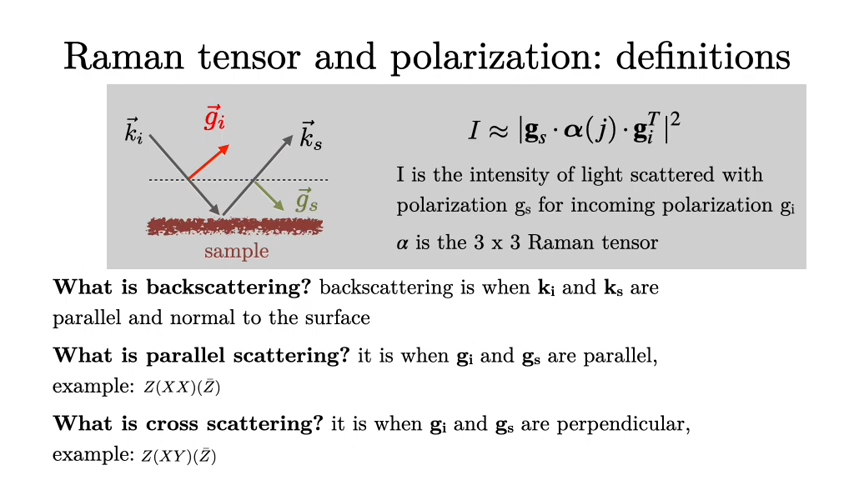 Raman tensor and polarization: definitions
k⃗ᵢ
g⃗ᵢ
k⃗ₛ
g⃗ₛ
sample
I ≈ |gₛ · α(j) · gᵢᵀ|²
I is the intensity of light scattered with
polarization gₛ for incoming polarization gᵢ
α is the 3 x 3 Raman tensor
What is backscattering? backscattering is when kᵢ and kₛ are
parallel and normal to the surface
What is parallel scattering? it is when gᵢ and gₛ are parallel,
example: Z(XX)(Z̄)
What is cross scattering? it is when gᵢ and gₛ are perpendicular,
example: Z(XY)(Z̄)